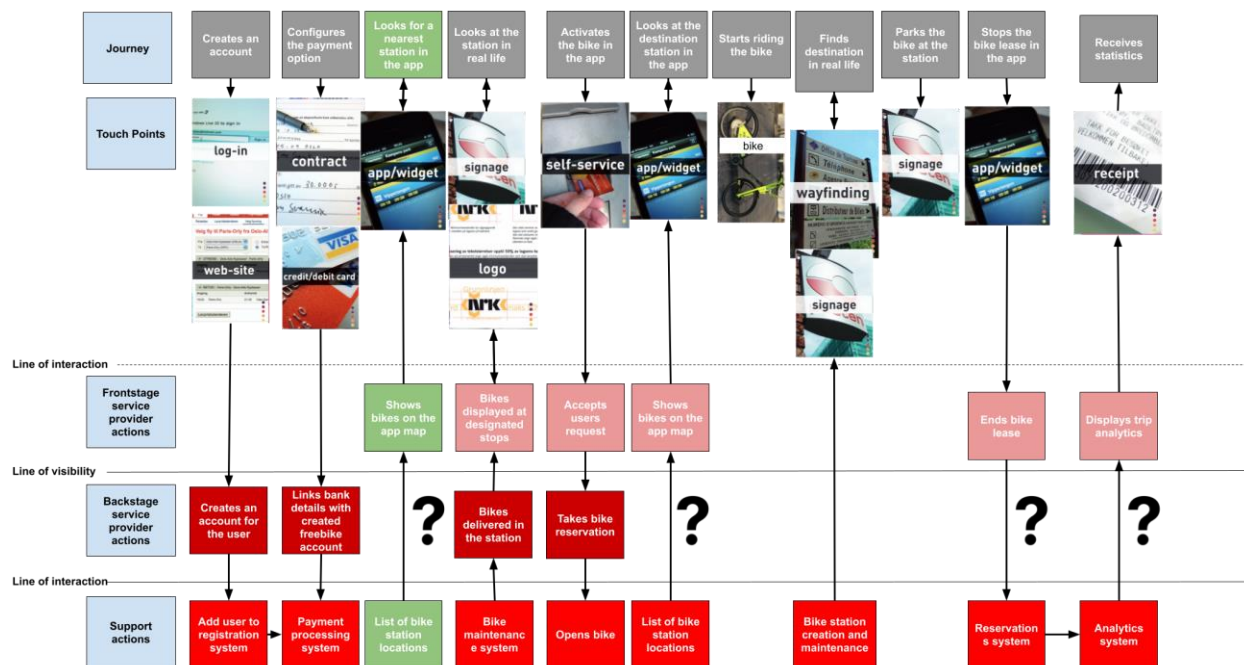 Journey
Creates an
account
Configures
the payment
option
Looks for a
nearest
station in
the app
Looks at the
station in
real life
Activates
the bike in
the app
Looks at the
destination
station in
the app
Starts riding
the bike
Finds
destination
in real life
Parks the
bike at the
station
Stops the
bike lease in
the app
Receives
statistics
Touch Points
log-in
web-site
contract
VISA
credit/debit card
app/widget
signage
NRK
logo
self-service
app/widget
bike
Téléphone
wayfinding
signage
signage
app/widget
TAKK FOR BESØKET
VELKOMMEN TILBAKE
receipt
Line of interaction
Frontstage
service
provider
actions
Shows
bikes on the
app map
Bikes
displayed at
designated
stops
Accepts
users
request
Shows
bikes on the
app map
Ends bike
lease
Displays trip
analytics
Line of visibility
Backstage
service
provider
actions
Creates an
account for
the user
Links bank
details with
created
freebike
account
?
Bikes
delivered in
the station
Takes bike
reservation
?
?
?
Line of interaction
Support
actions
Add user to
registration
system
Payment
processing
system
List of bike
station
locations
Bike
maintenanc
e system
Opens bike
List of bike
station
locations
Bike station
creation and
maintenance
Reservation
s system
Analytics
system